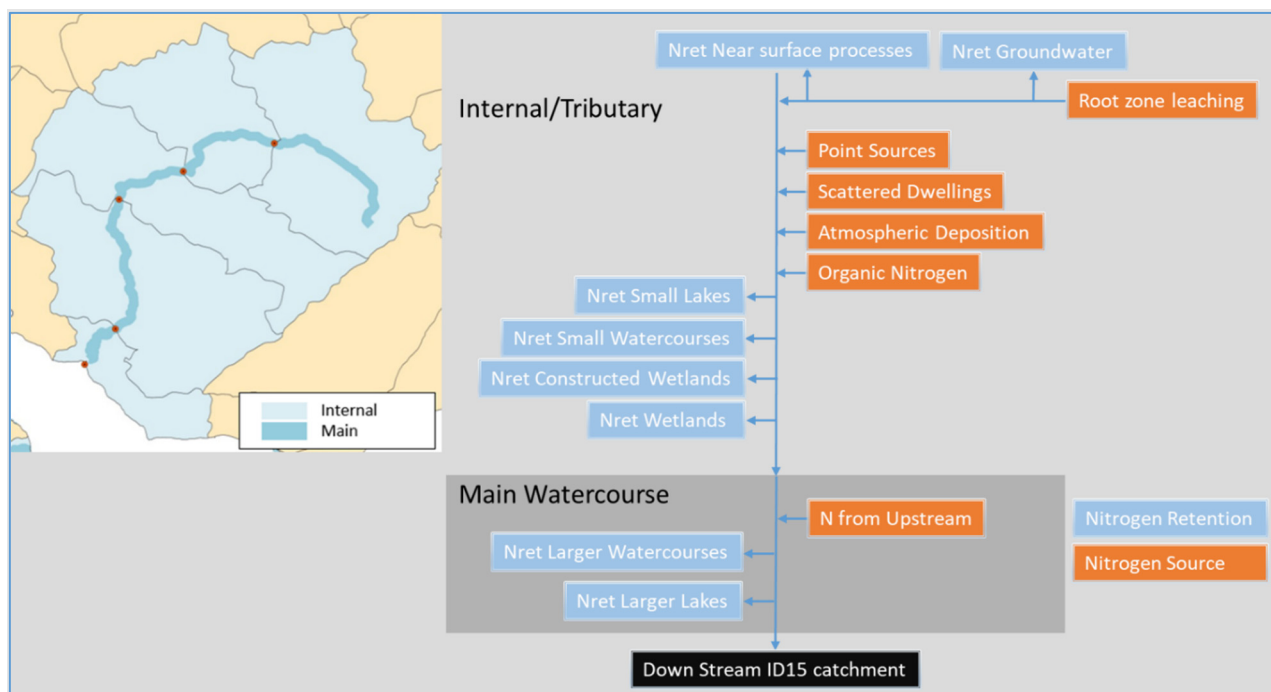 Nret Near surface processes
Nret Groundwater
Internal/Tributary
Root zone leaching
Point Sources
Scattered Dwellings
Atmospheric Deposition
Organic Nitrogen
Nret Small Lakes
Nret Small Watercourses
Nret Constructed Wetlands
Nret Wetlands
Internal
Main
Main Watercourse
N from Upstream
Nret Larger Watercourses
Nret Larger Lakes
Nitrogen Retention
Nitrogen Source
Down Stream ID15 catchment